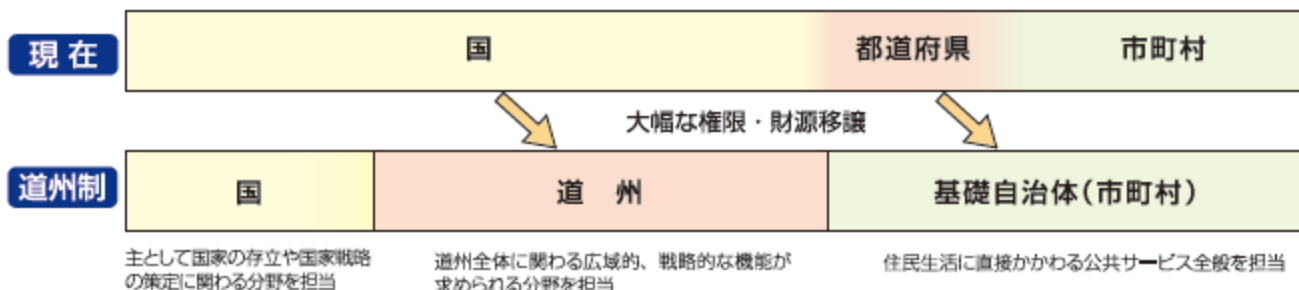 現在
国
都道府県
市町村
大幅な権限・財源移譲
道州制
国
道 州
基礎自治体(市町村)
主として国家の存立や国家戦略
の策定に関わる分野を担当
道州全体に関わる広域的、戦略的な機能が
求められる分野を担当
住民生活に直接かかわる公共サービス全般を担当